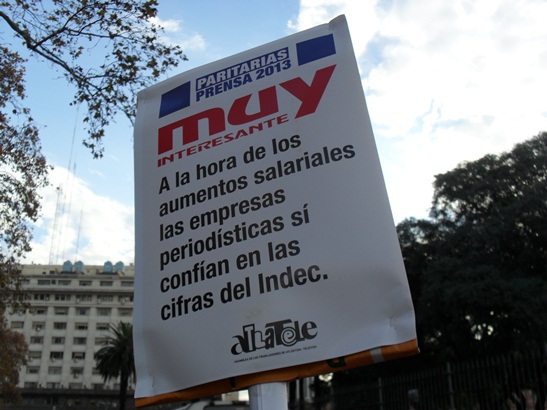 PARITARIAS
PRENSA 2013
muy
INTERESANTE
A la hora de los
aumentos salariales
las empresas
periodísticas sí
confían en las
cifras del Indec.